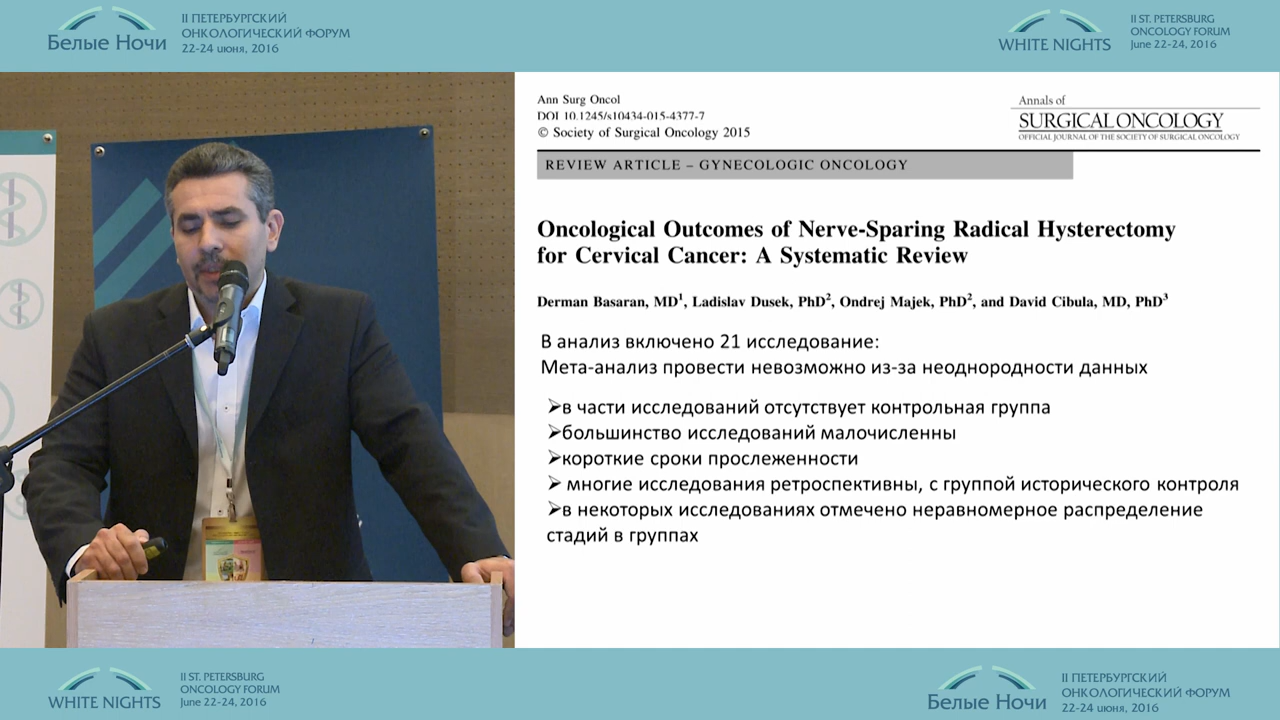 Белые Ночи
II ПЕТЕРБУРГСКИЙ
ОНКОЛОГИЧЕСКИЙ ФОРУМ
22-24 июня, 2016
WHITE NIGHTS
II ST. PETERSBURG
ONCOLOGY FORUM
June 22-24, 2016
Ann Surg Oncol
DOI 10.1245/s10434-015-4377-7
© Society of Surgical Oncology 2015
Annals of
SURGICAL ONCOLOGY
OFFICIAL JOURNAL OF THE SOCIETY OF SURGICAL ONCOLOGY
REVIEW ARTICLE – GYNECOLOGIC ONCOLOGY
Oncological Outcomes of Nerve-Sparing Radical Hysterectomy
for Cervical Cancer: A Systematic Review
Derman Basaran, MD1, Ladislav Dusek, PhD2, Ondrej Majek, PhD2, and David Cibula, MD, PhD3
В анализ включено 21 исследование:
Мета-анализ провести невозможно из-за неоднородности данных
➢в части исследований отсутствует контрольная группа
➢большинство исследований малочисленны
➢короткие сроки прослеженности
➢ многие исследования ретроспективны, с группой исторического контроля
➢в некоторых исследованиях отмечено неравномерное распределение
стадий в группах
WHITE NIGHTS
II ST. PETERSBURG
ONCOLOGY FORUM
June 22-24, 2016
Белые Ночи
II ПЕТЕРБУРГСКИЙ
ОНКОЛОГИЧЕСКИЙ ФОРУМ
22-24 июня, 2016